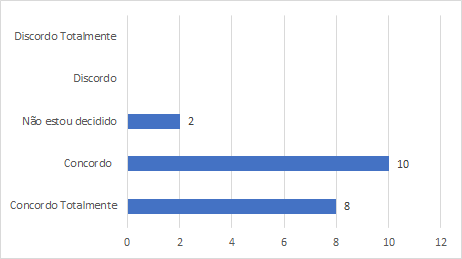 Discordo Totalmente
Discordo
Não estou decidido
2
Concordo
10
Concordo Totalmente
8
0 2 4 6 8 10 12